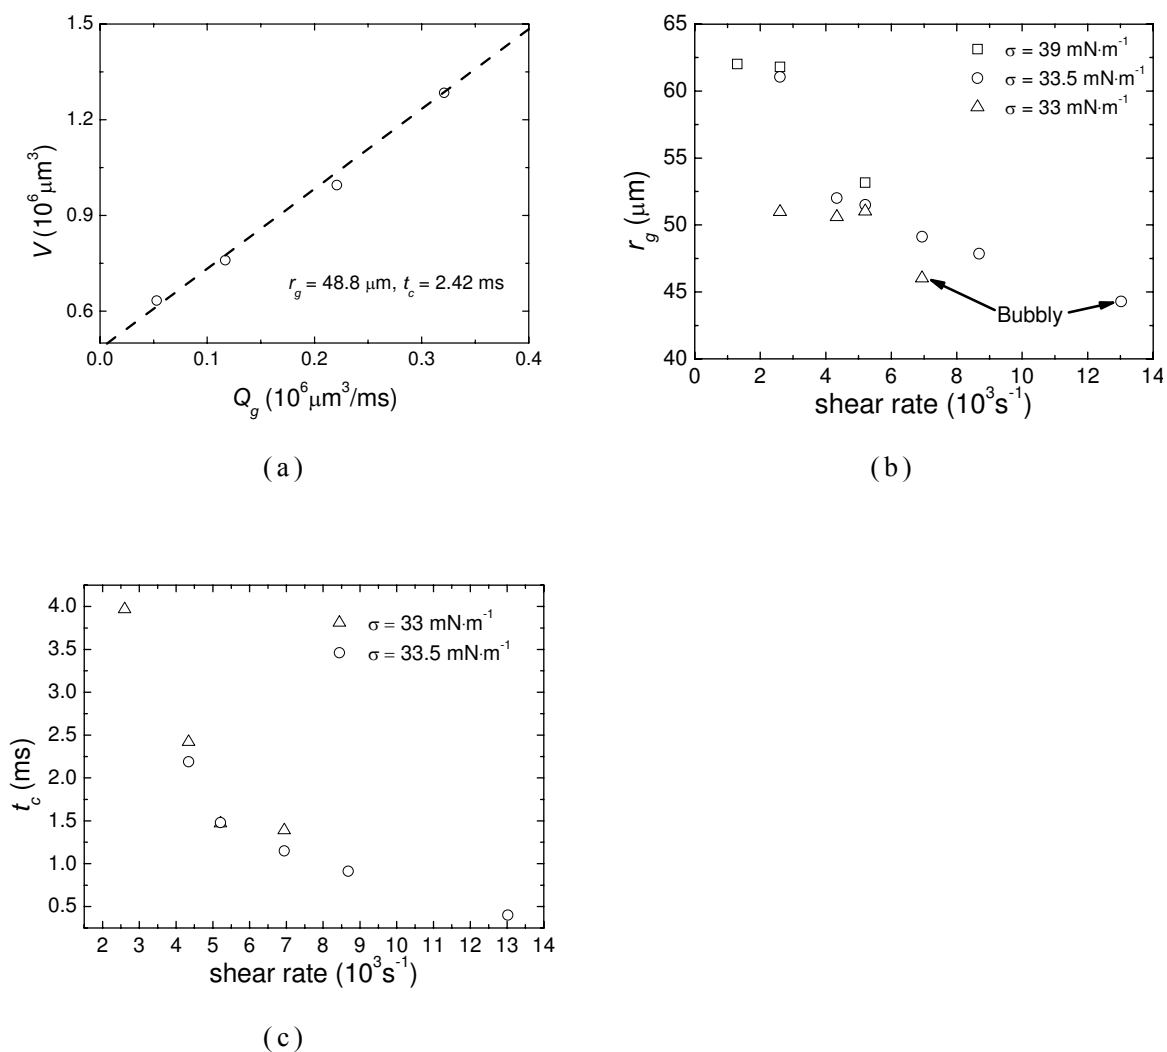 1.5
1.2
0.9
0.6
V (10⁶μm³)
r_g = 48.8 μm, t_c = 2.42 ms
0.0 0.1 0.2 0.3 0.4
Q_g (10⁶μm³/ms)
(a)
65
60
55
50
45
40
r_g (μm)
σ = 39 mN·m⁻¹
σ = 33.5 mN·m⁻¹
σ = 33 mN·m⁻¹
Bubbly
0 2 4 6 8 10 12 14
shear rate (10³s⁻¹)
(b)
4.0
3.5
3.0
2.5
2.0
1.5
1.0
0.5
t_c (ms)
σ = 33 mN·m⁻¹
σ = 33.5 mN·m⁻¹
2 3 4 5 6 7 8 9 10 11 12 13 14
shear rate (10³s⁻¹)
(c)